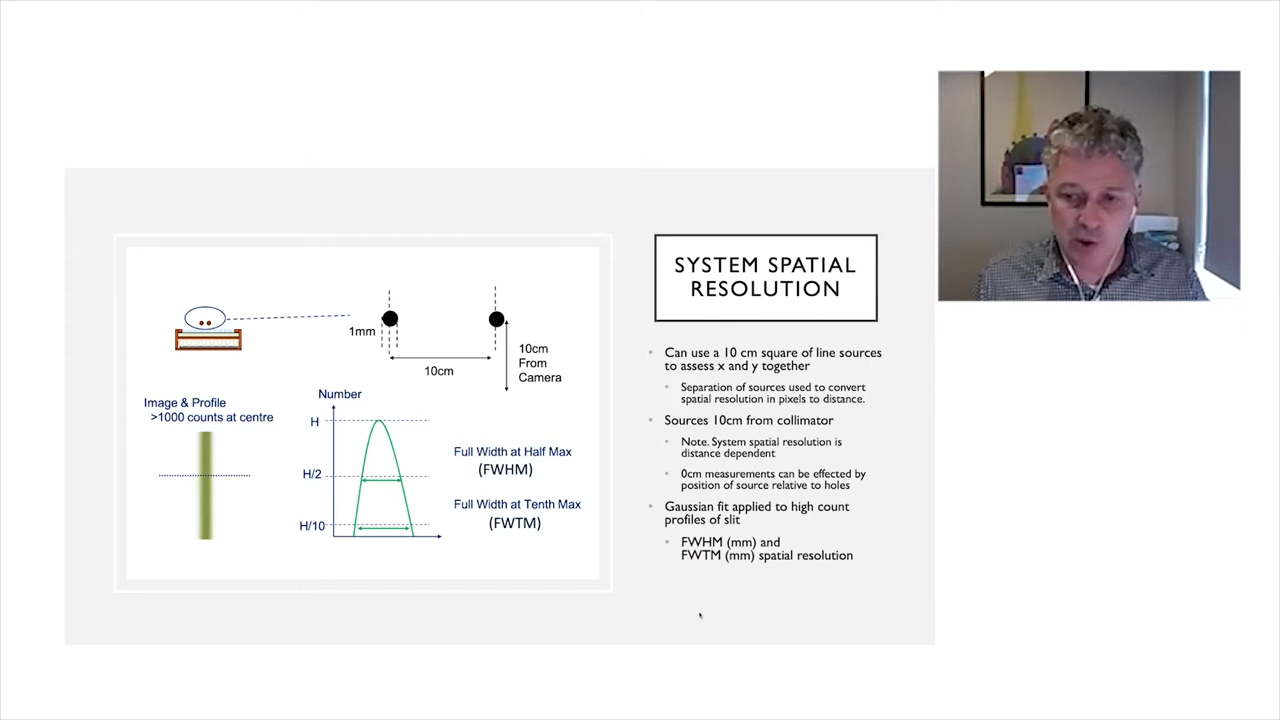 SYSTEM SPATIAL
RESOLUTION
1mm
10cm
10cm
From
Camera
Image & Profile
>1000 counts at centre
Number
H
H/2
H/10
Full Width at Half Max
(FWHM)
Full Width at Tenth Max
(FWTM)
• Can use a 10 cm square of line sources
to assess x and y together
• Separation of sources used to convert
spatial resolution in pixels to distance.
• Sources 10cm from collimator
• Note. System spatial resolution is
distance dependent
• 0cm measurements can be effected by
position of source relative to holes
• Gaussian fit applied to high count
profiles of slit
• FWHM (mm) and
FWTM (mm) spatial resolution